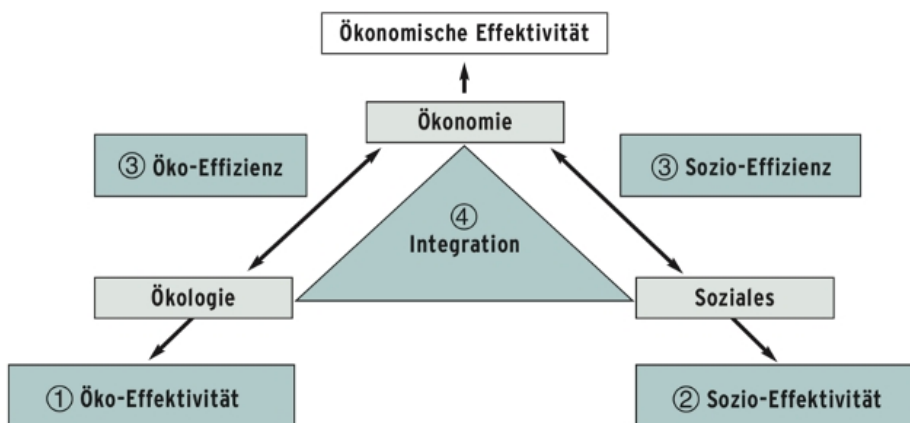 Ökonomische Effektivität
Ökonomie
③ Öko-Effizienz
③ Sozio-Effizienz
④
Integration
Ökologie
Soziales
① Öko-Effektivität
② Sozio-Effektivität